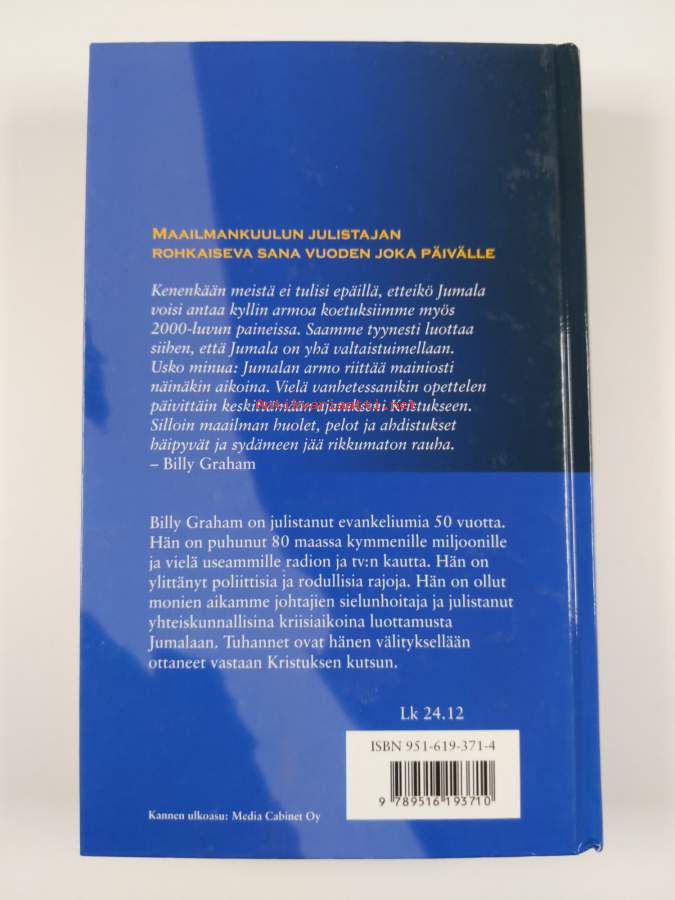 MAAILMANKUULUN JULISTAJAN
ROHKAISEVA SANA VUODEN JOKA PÄIVÄLLE
Kenenkään meistä ei tulisi epäillä, etteikö Jumala
voisi antaa kyllin armoa koetuksiimme myös
2000-luvun paineissa. Saamme tyynesti luottaa
siihen, että Jumala on yhä valtaistuimellaan.
Usko minua: Jumalan armo riittää mainiosti
näinäkin aikoina. Vielä vanhetessanikin opettelen
päivittäin keskittämään ajatukseni Kristukseen.
Silloin maailman huolet, pelot ja ahdistukset
häipyvät ja sydämeen jää rikkumaton rauha.
– Billy Graham
Billy Graham on julistanut evankeliumia 50 vuotta.
Hän on puhunut 80 maassa kymmenille miljoonille
ja vielä useammille radion ja tv:n kautta. Hän on
ylittänyt poliittisia ja rodullisia rajoja. Hän on ollut
monien aikamme johtajien sielunhoitaja ja julistanut
yhteiskunnallisina kriisiaikoina luottamusta
Jumalaan. Tuhannet ovat hänen välityksellään
ottaneet vastaan Kristuksen kutsun.
Lk 24.12
ISBN 951-619-371-4
9 789516 193710
Kannen ulkoasu: Media Cabinet Oy